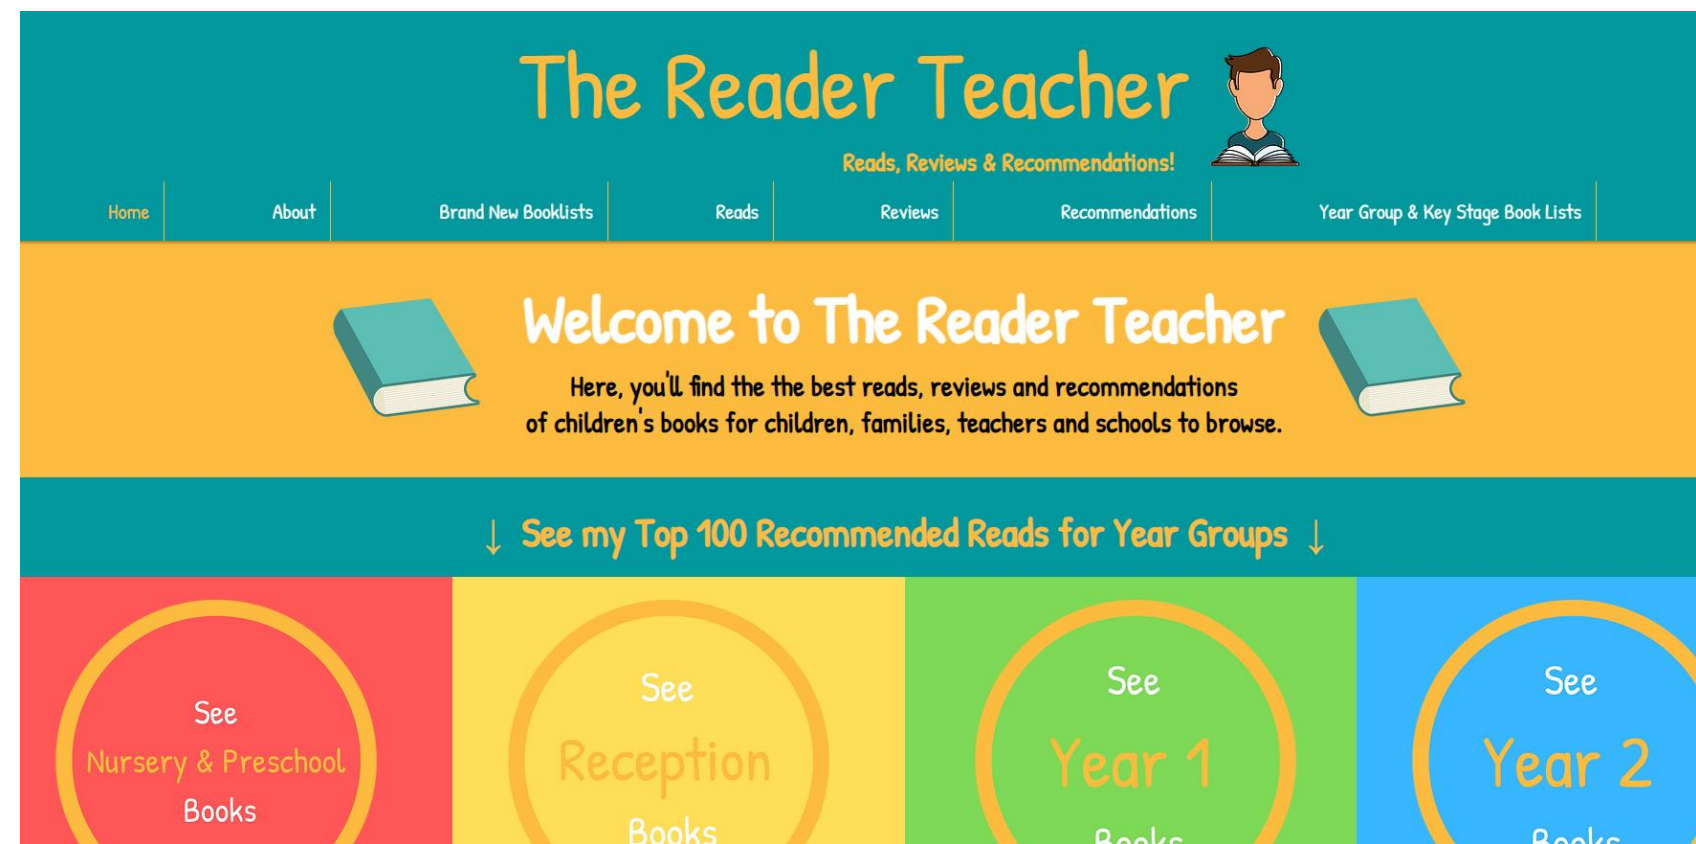 The Reader Teacher
Reads, Reviews & Recommendations!
Home About Brand New Booklists Reads Reviews Recommendations Year Group & Key Stage Book Lists
Welcome to The Reader Teacher
Here, you'll find the the best reads, reviews and recommendations
of children's books for children, families, teachers and schools to browse.
↓ See my Top 100 Recommended Reads for Year Groups ↓
See
Nursery & Preschool
Books
See
Reception
Books
See
Year 1
Books
See
Year 2
Books